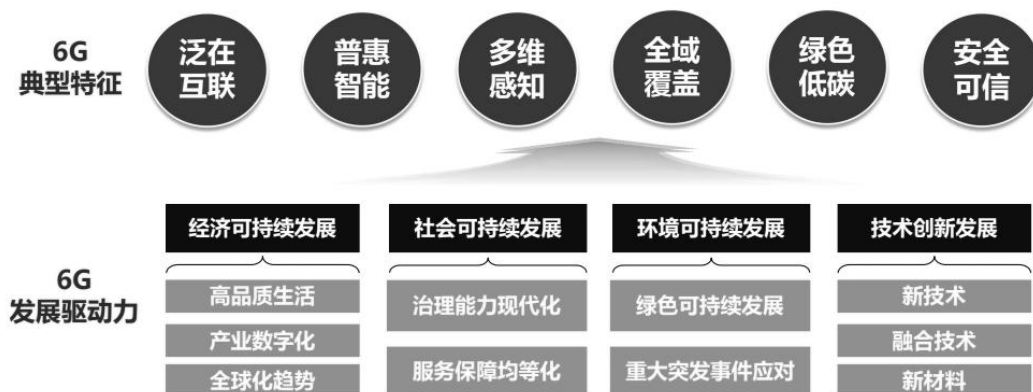 6G
典型特征
泛在
互联
普惠
智能
多维
感知
全域
覆盖
绿色
低碳
安全
可信
6G
发展驱动力
经济可持续发展
高品质生活
产业数字化
全球化趋势
社会可持续发展
治理能力现代化
服务保障均等化
环境可持续发展
绿色可持续发展
重大突发事件应对
技术创新发展
新技术
融合技术
新材料